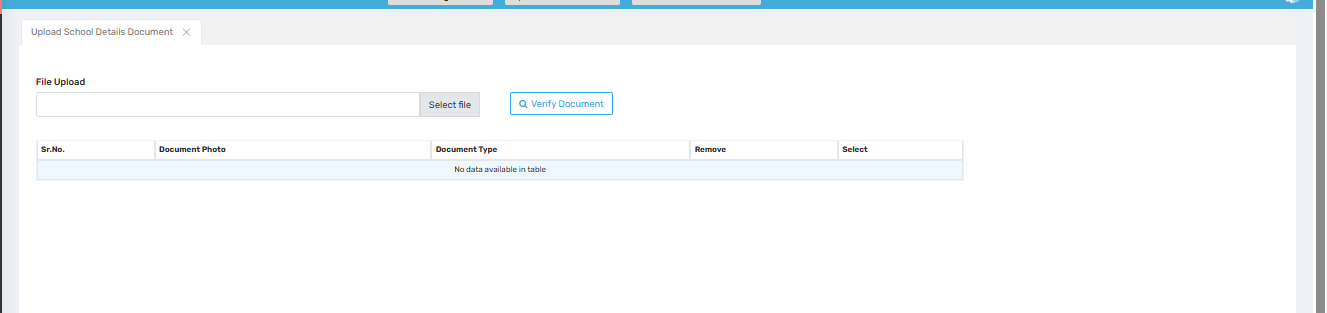 Upload School Details Document
File Upload
Select file
Verify Document
Sr.No. Document Photo Document Type Remove Select
No data available in table